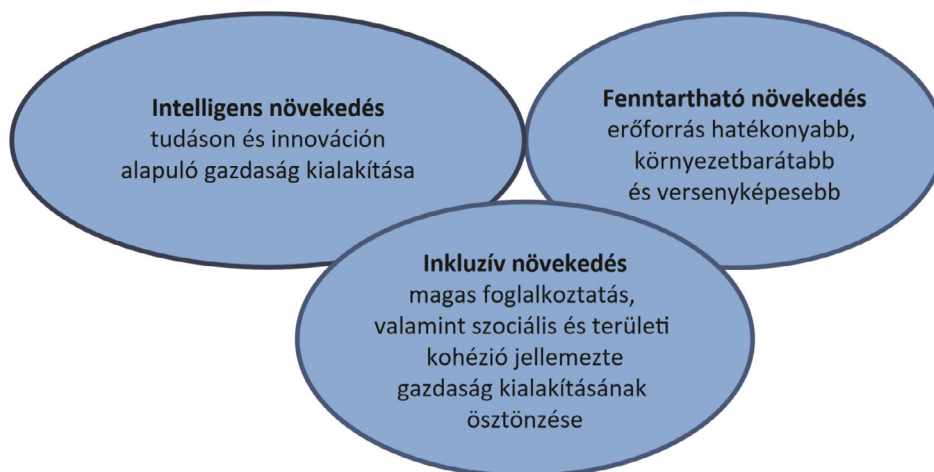 Intelligens növekedés
tudáson és innováción
alapuló gazdaság kialakítása
Fenntartható növekedés
erőforrás hatékonyabb,
környezetbarátabb
és versenyképesebb
Inkluzív növekedés
magas foglalkoztatás,
valamint szociális és területi
kohézió jellemezte
gazdaság kialakításának
ösztönzése